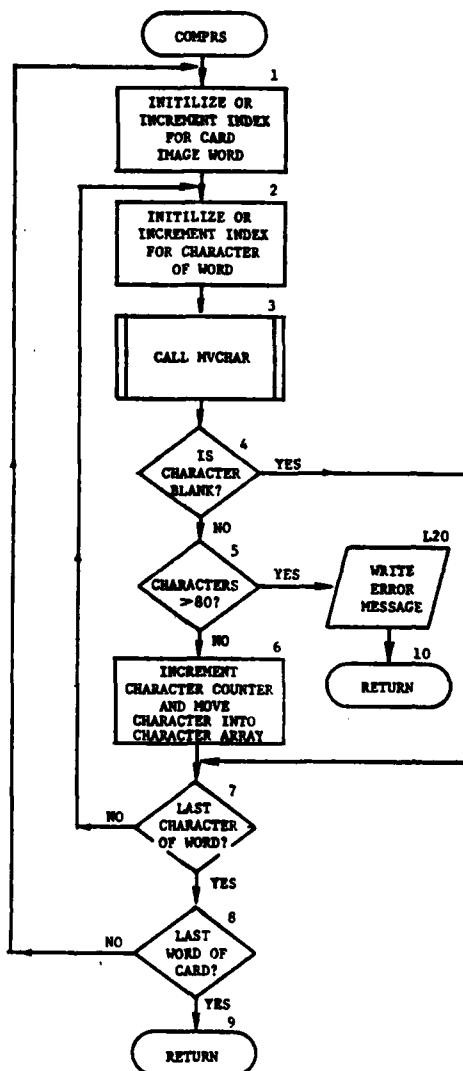 COMPRS
1
INITILIZE OR
INCREMENT INDEX
FOR CARD
IMAGE WORD
2
INITILIZE OR
INCREMENT INDEX
FOR CHARACTER
OF WORD
3
CALL MVCHAR
4
IS
CHARACTER
BLANK?
YES
NO
5
CHARACTERS
>80?
YES
L20
WRITE
ERROR
MESSAGE
10
RETURN
NO
6
INCREMENT
CHARACTER COUNTER
AND MOVE
CHARACTER INTO
CHARACTER ARRAY
7
LAST
CHARACTER
OF WORD?
NO
YES
8
LAST
WORD OF
CARD?
NO
YES
9
RETURN